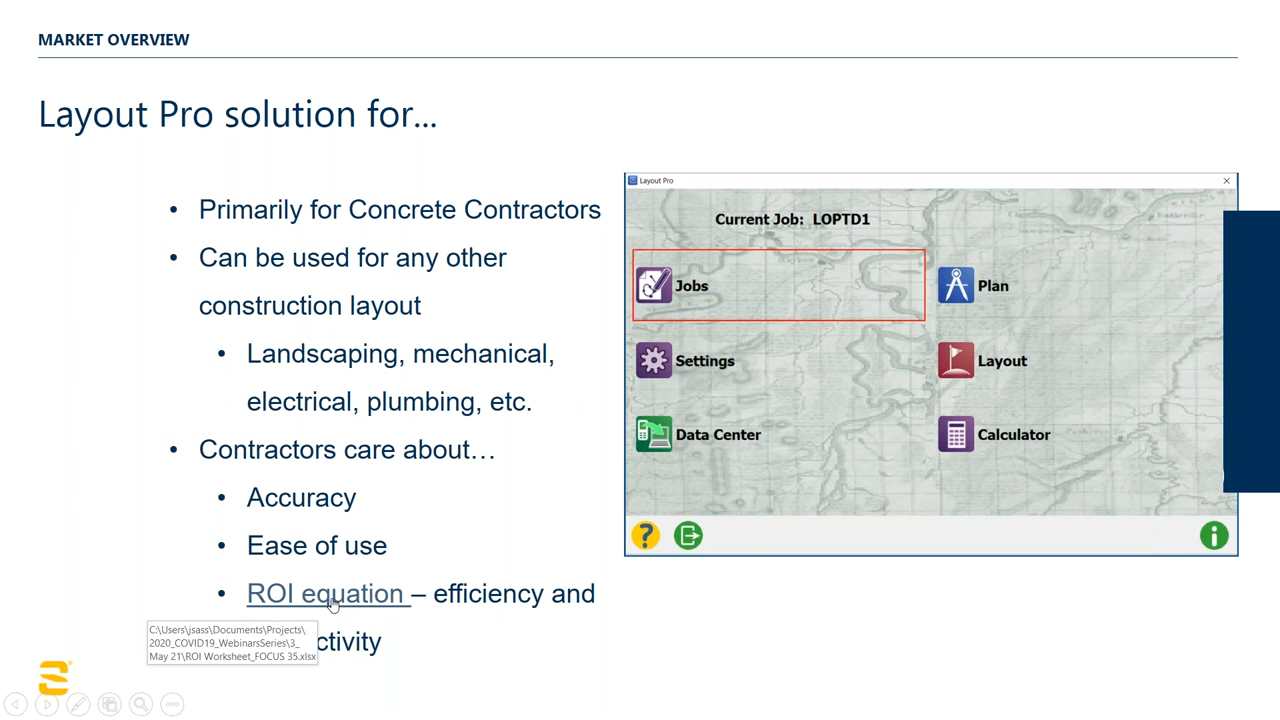 MARKET OVERVIEW
Layout Pro solution for...
• Primarily for Concrete Contractors
• Can be used for any other
construction layout
• Landscaping, mechanical,
electrical, plumbing, etc.
• Contractors care about…
• Accuracy
• Ease of use
• ROI equation – efficiency and
ctivity
C:\Users\jsass\Documents\Projects\
2020_COVID19_WebinarsSeries\3_
May 21\ROI Worksheet_FOCUS 35.xlsx
Layout Pro
Current Job: LOPTD1
Jobs
Plan
Settings
Layout
Data Center
Calculator